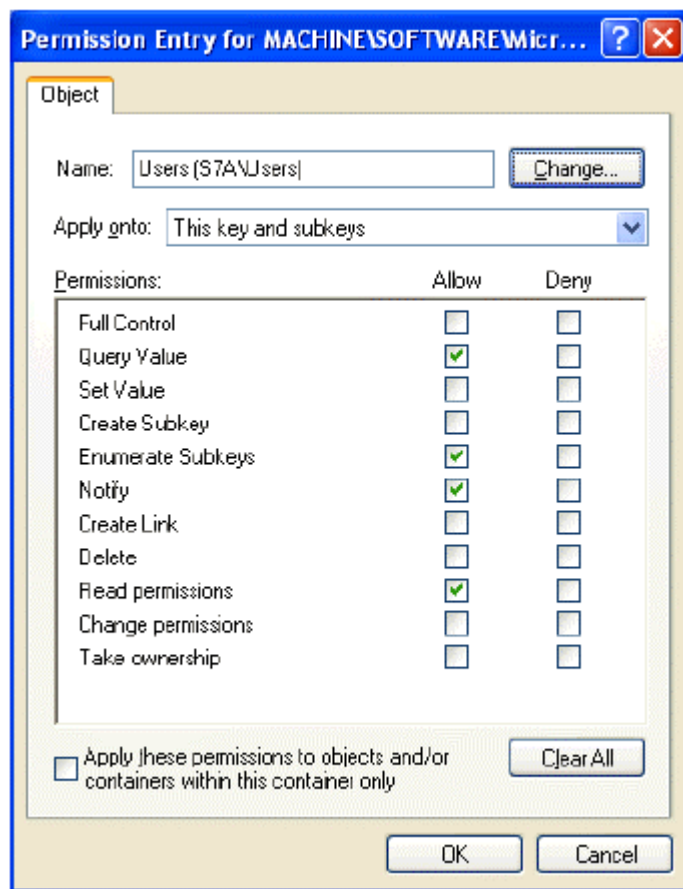 Permission Entry for MACHINE\SOFTWARE\Micr...
Object
Name: Users (S7A\Users| Change...
Apply onto: This key and subkeys
Permissions: Allow Deny
Full Control
Query Value
Set Value
Create Subkey
Enumerate Subkeys
Notify
Create Link
Delete
Read permissions
Change permissions
Take ownership
Apply these permissions to objects and/or
containers within this container only
Clear All
OK Cancel